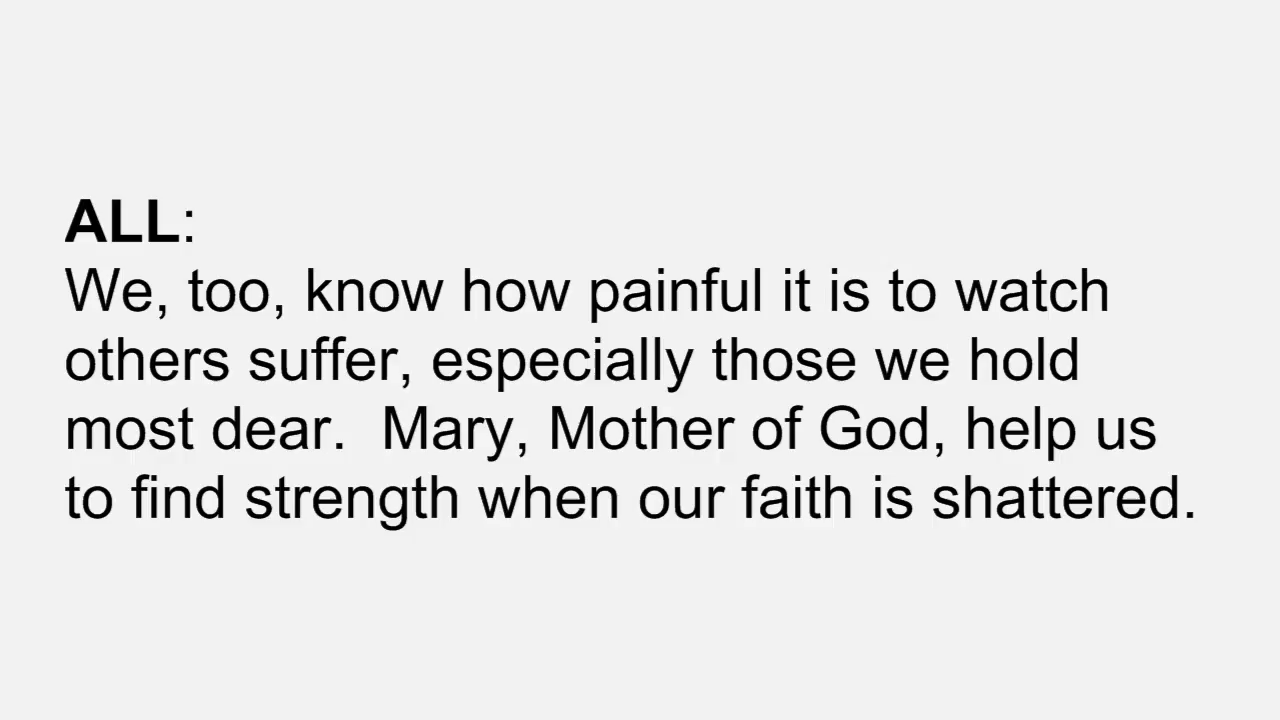 ALL:
We, too, know how painful it is to watch
others suffer, especially those we hold
most dear.  Mary, Mother of God, help us
to find strength when our faith is shattered.